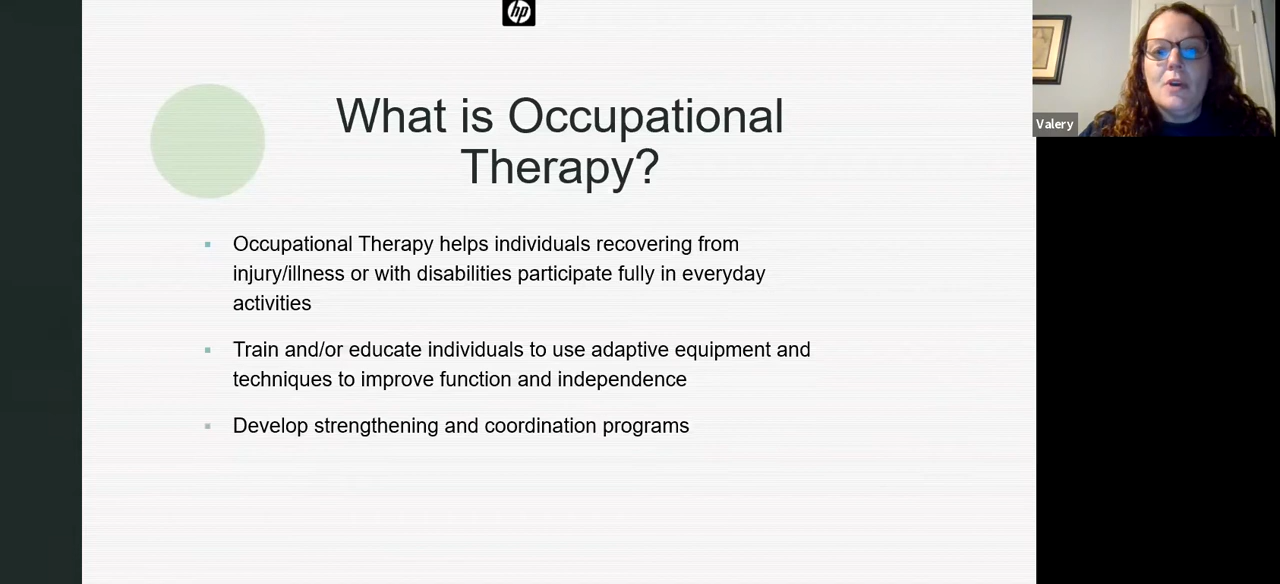 hp
What is Occupational
Therapy?
Valery
Occupational Therapy helps individuals recovering from
injury/illness or with disabilities participate fully in everyday
activities
Train and/or educate individuals to use adaptive equipment and
techniques to improve function and independence
Develop strengthening and coordination programs